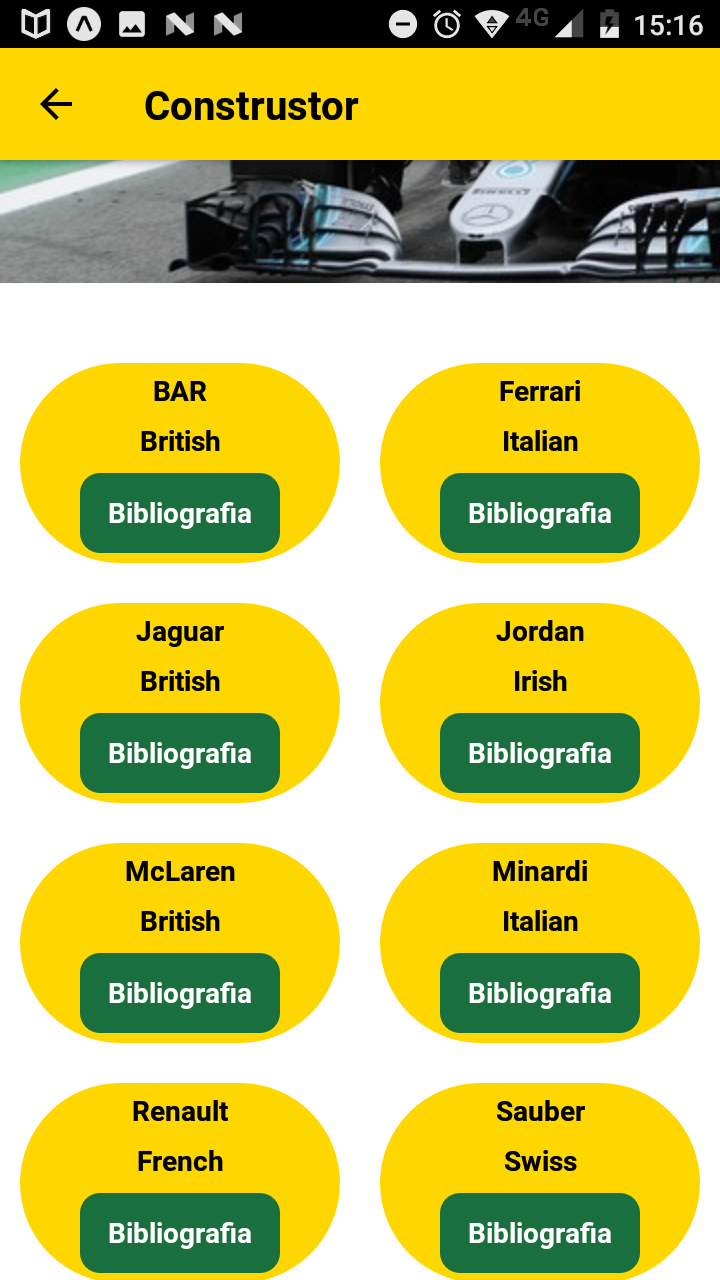 4G 15:16
Construstor
BAR
British
Bibliografia
Ferrari
Italian
Bibliografia
Jaguar
British
Bibliografia
Jordan
Irish
Bibliografia
McLaren
British
Bibliografia
Minardi
Italian
Bibliografia
Renault
French
Bibliografia
Sauber
Swiss
Bibliografia